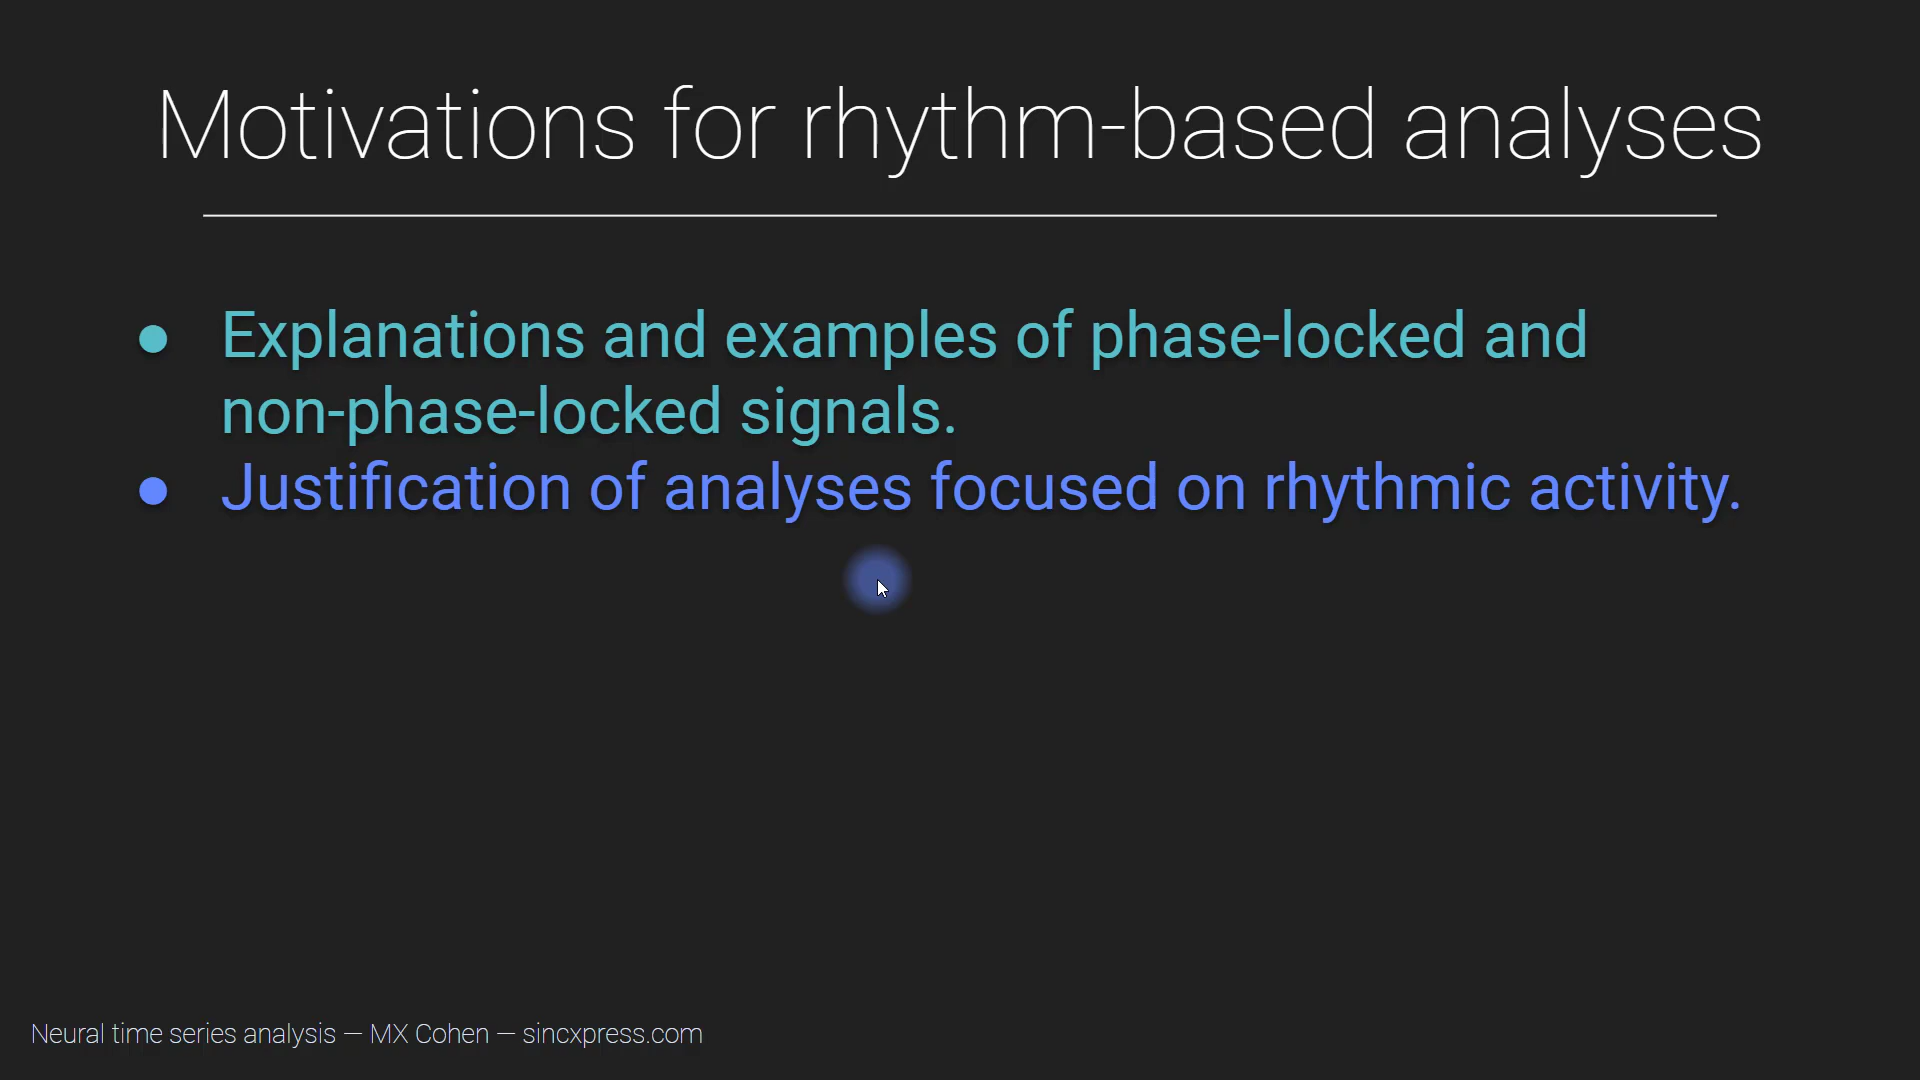 Motivations for rhythm-based analyses
● Explanations and examples of phase-locked and
non-phase-locked signals.
● Justification of analyses focused on rhythmic activity.
Neural time series analysis — MX Cohen — sincxpress.com